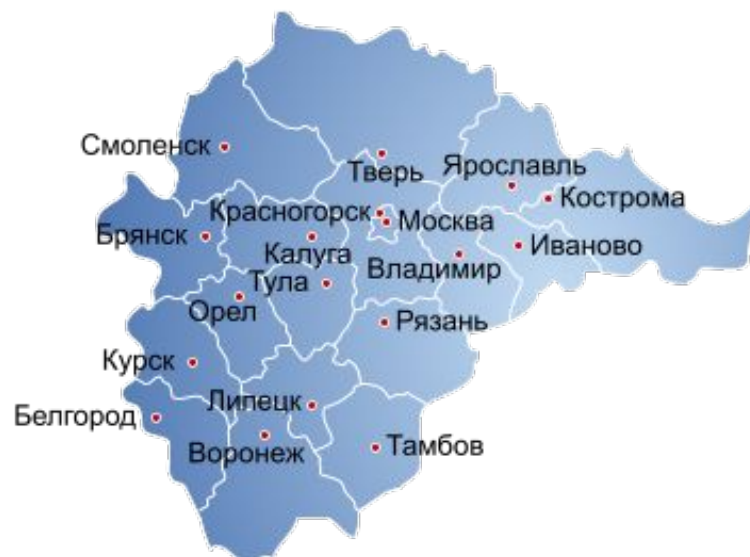 Смоленск
Тверь
Ярославль
Кострома
Красногорск
Москва
Брянск
Калуга
Владимир
Иваново
Тула
Орел
Рязань
Курск
Липецк
Белгород
Воронеж
Тамбов